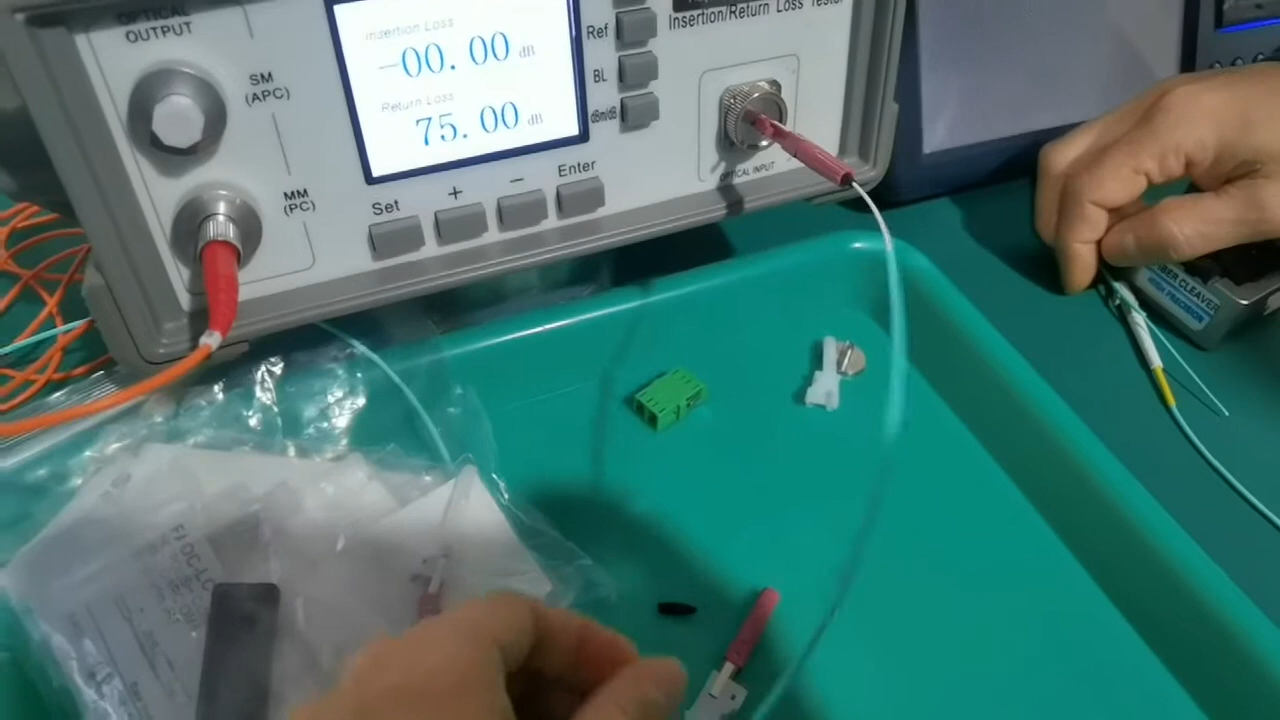 OPTICAL
OUTPUT
SM
(APC)
MM
(PC)
Insertion Loss
-00.00 dB
Return Loss
75.00 dB
Set
+
-
Enter
Ref
BL
dBm/dB
Insertion/Return Loss Tester
OPTICAL INPUT
FIBER CLEAVER
HIGH PRECISION